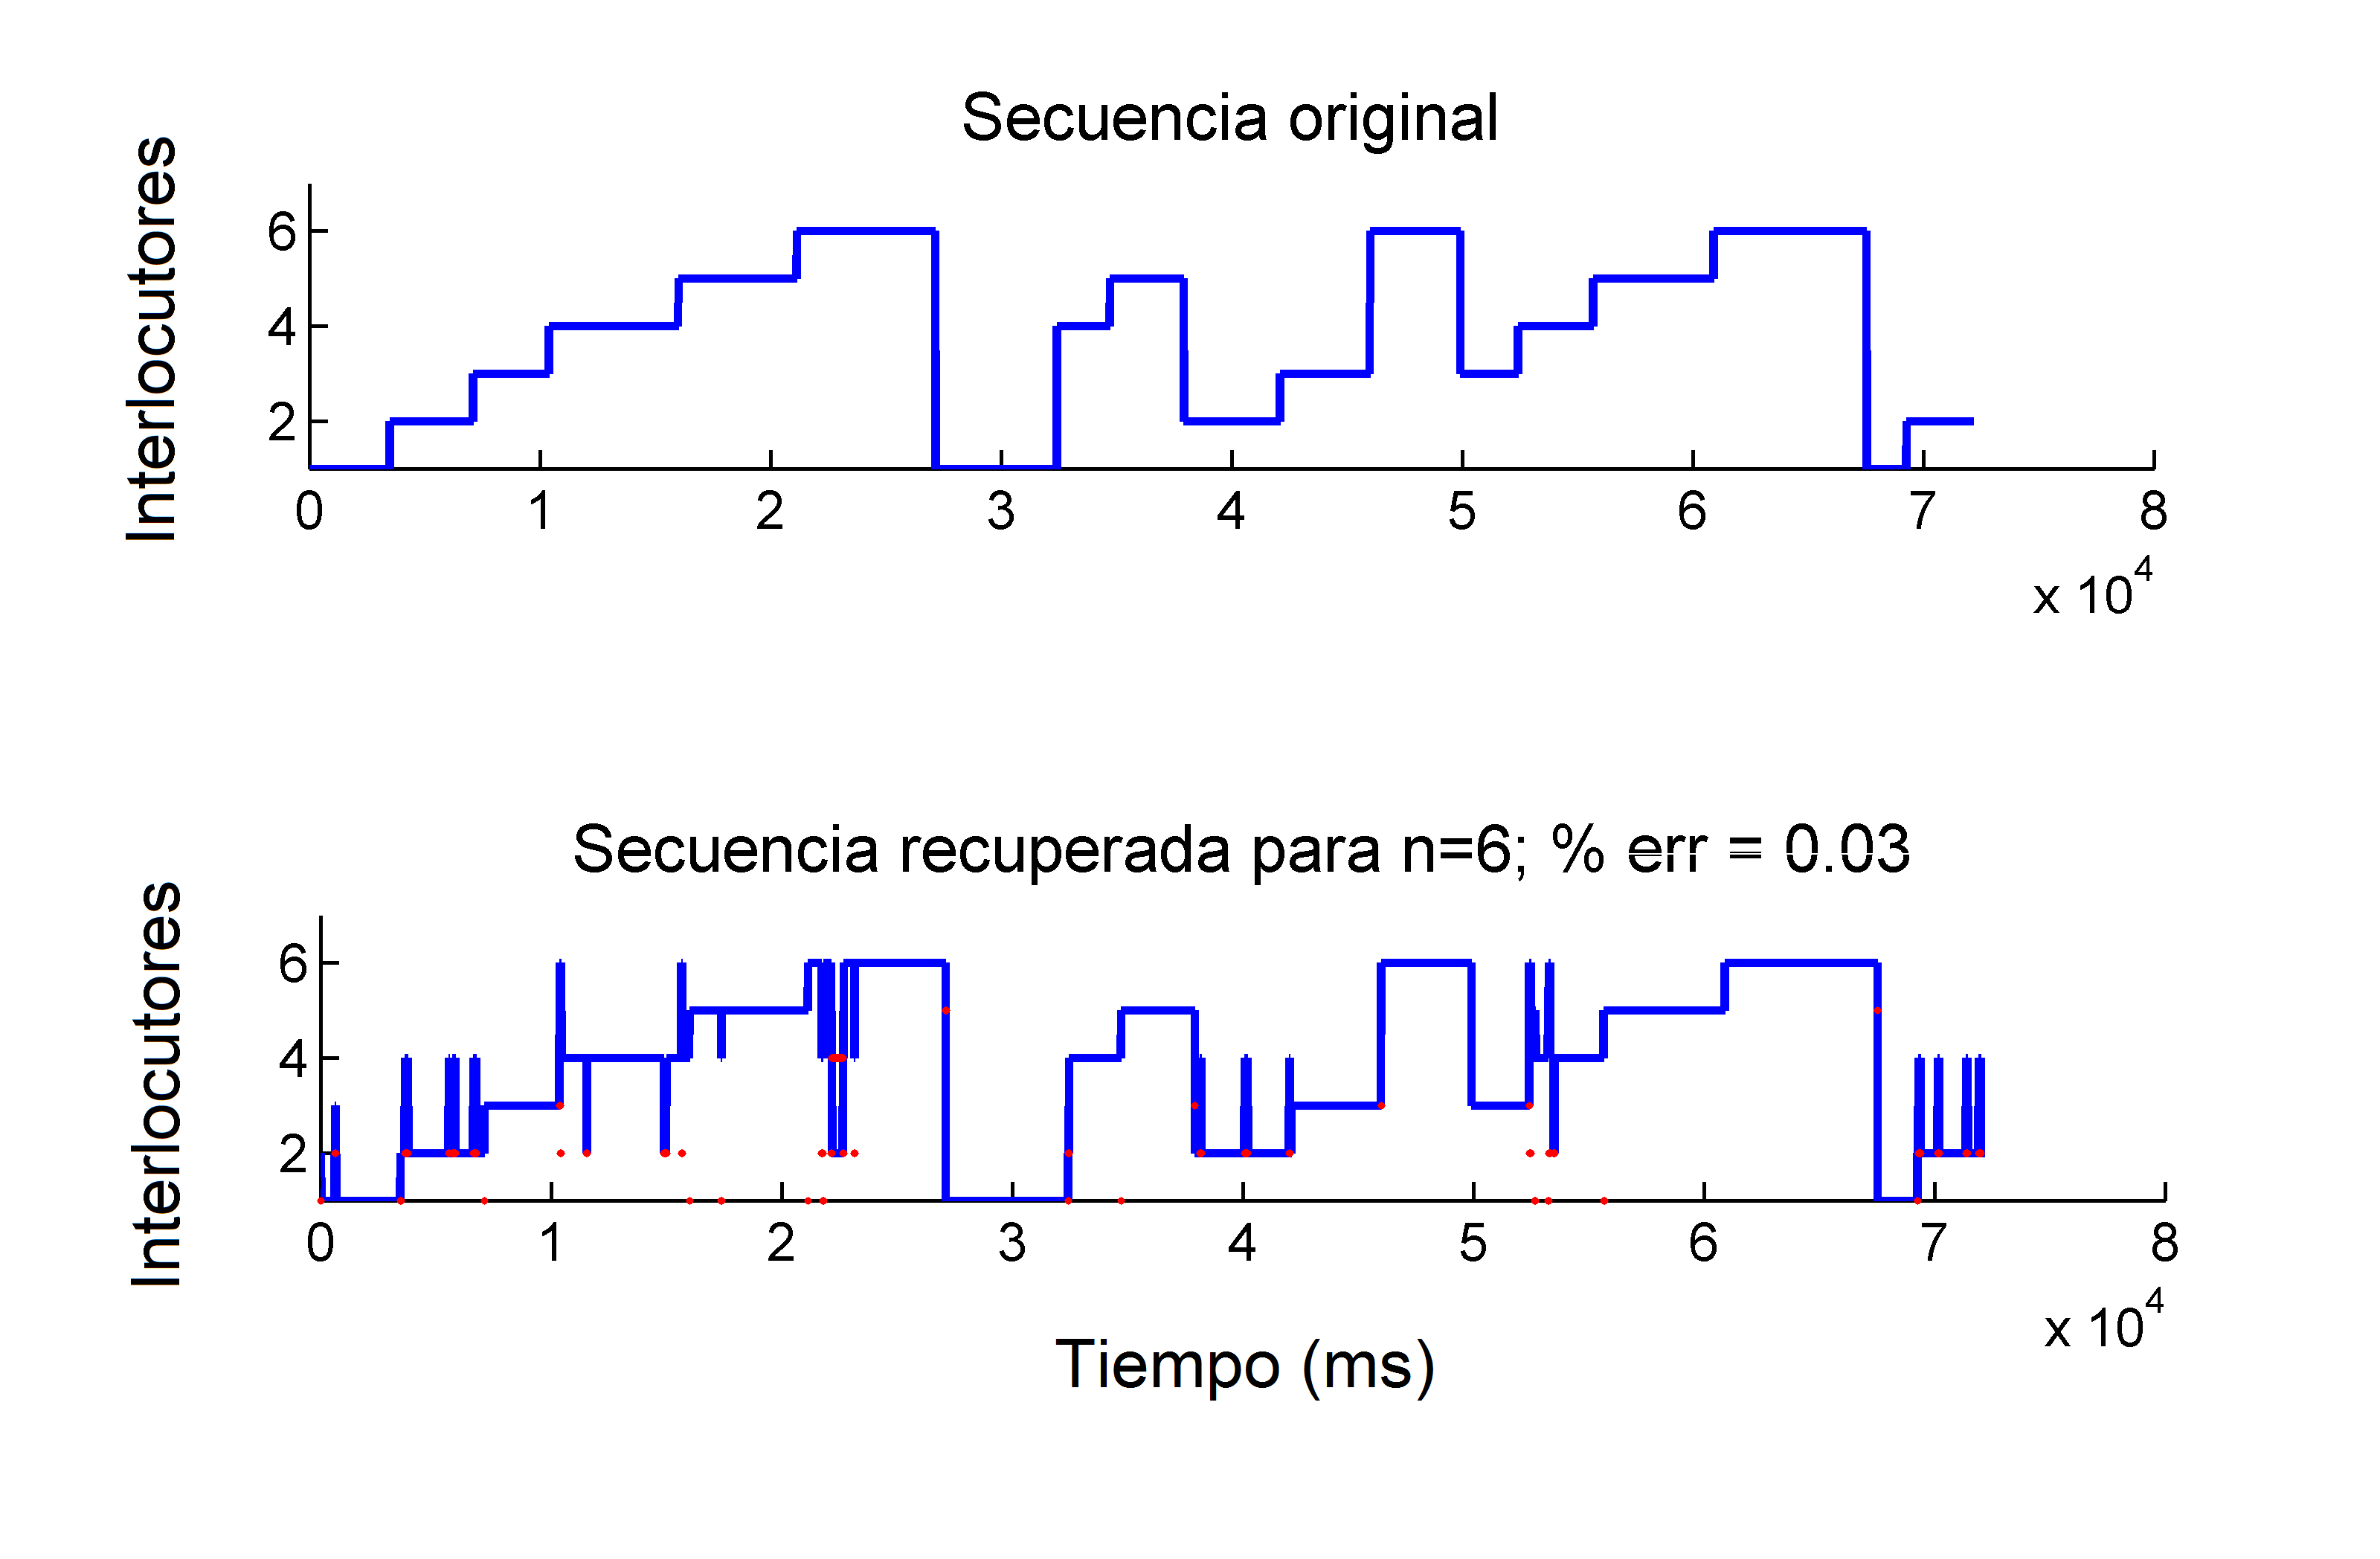 Secuencia original
Interlocutores
6
4
2
0 1 2 3 4 5 6 7 8
x 10^4
Secuencia recuperada para n=6; % err = 0.03
Interlocutores
6
4
2
0 1 2 3 4 5 6 7 8
x 10^4
Tiempo (ms)